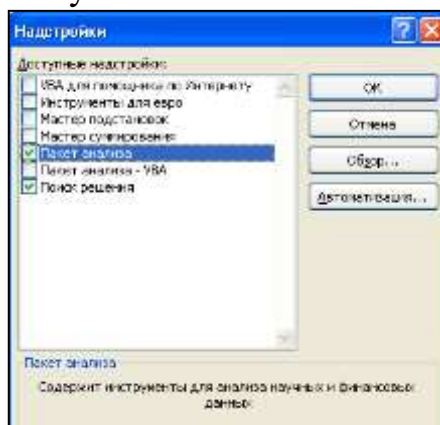 Надстройки
Доступные надстройки:
VBA для помощника по Интернету
Инструменты для евро
Мастер подстановок
Мастер суммирования
Пакет анализа
Пакет анализа - VBA
Поиск решения
OK
Отмена
Обзор...
Автоматизация...
Пакет анализа
Содержит инструменты для анализа научных и финансовых
данных